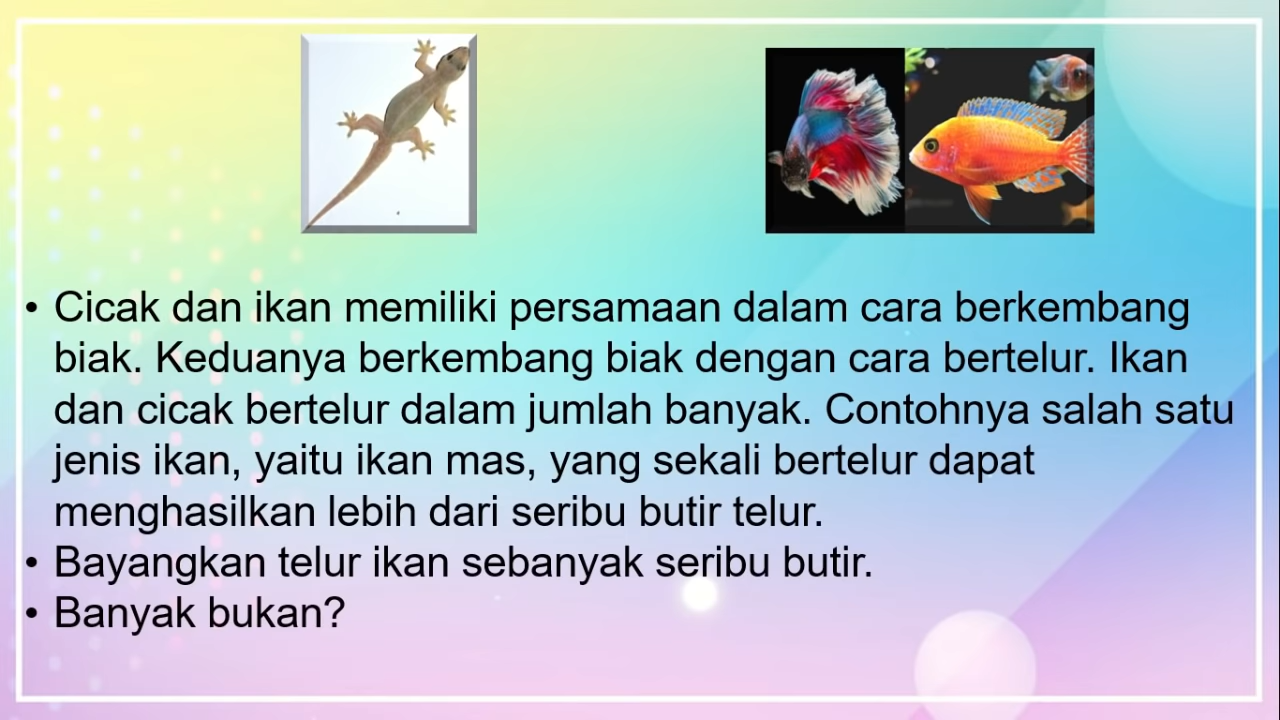 • Cicak dan ikan memiliki persamaan dalam cara berkembang
biak. Keduanya berkembang biak dengan cara bertelur. Ikan
dan cicak bertelur dalam jumlah banyak. Contohnya salah satu
jenis ikan, yaitu ikan mas, yang sekali bertelur dapat
menghasilkan lebih dari seribu butir telur.
• Bayangkan telur ikan sebanyak seribu butir.
• Banyak bukan?